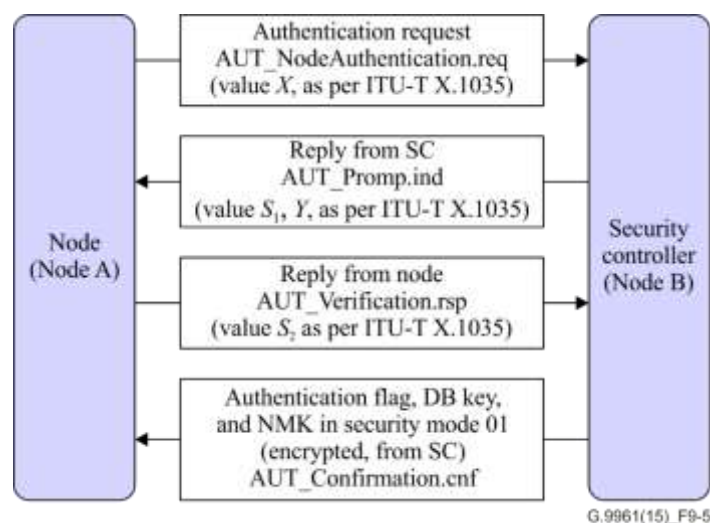 Authentication request
AUT_NodeAuthentication.req
(value X, as per ITU-T X.1035)
Reply from SC
AUT_Promp.ind
(value S₁, Y, as per ITU-T X.1035)
Node
(Node A)
Security
controller
(Node B)
Reply from node
AUT_Verification.rsp
(value S₂ as per ITU-T X.1035)
Authentication flag, DB key,
and NMK in security mode 01
(encrypted, from SC)
AUT_Confirmation.cnf
G.9961(15)_F9-5